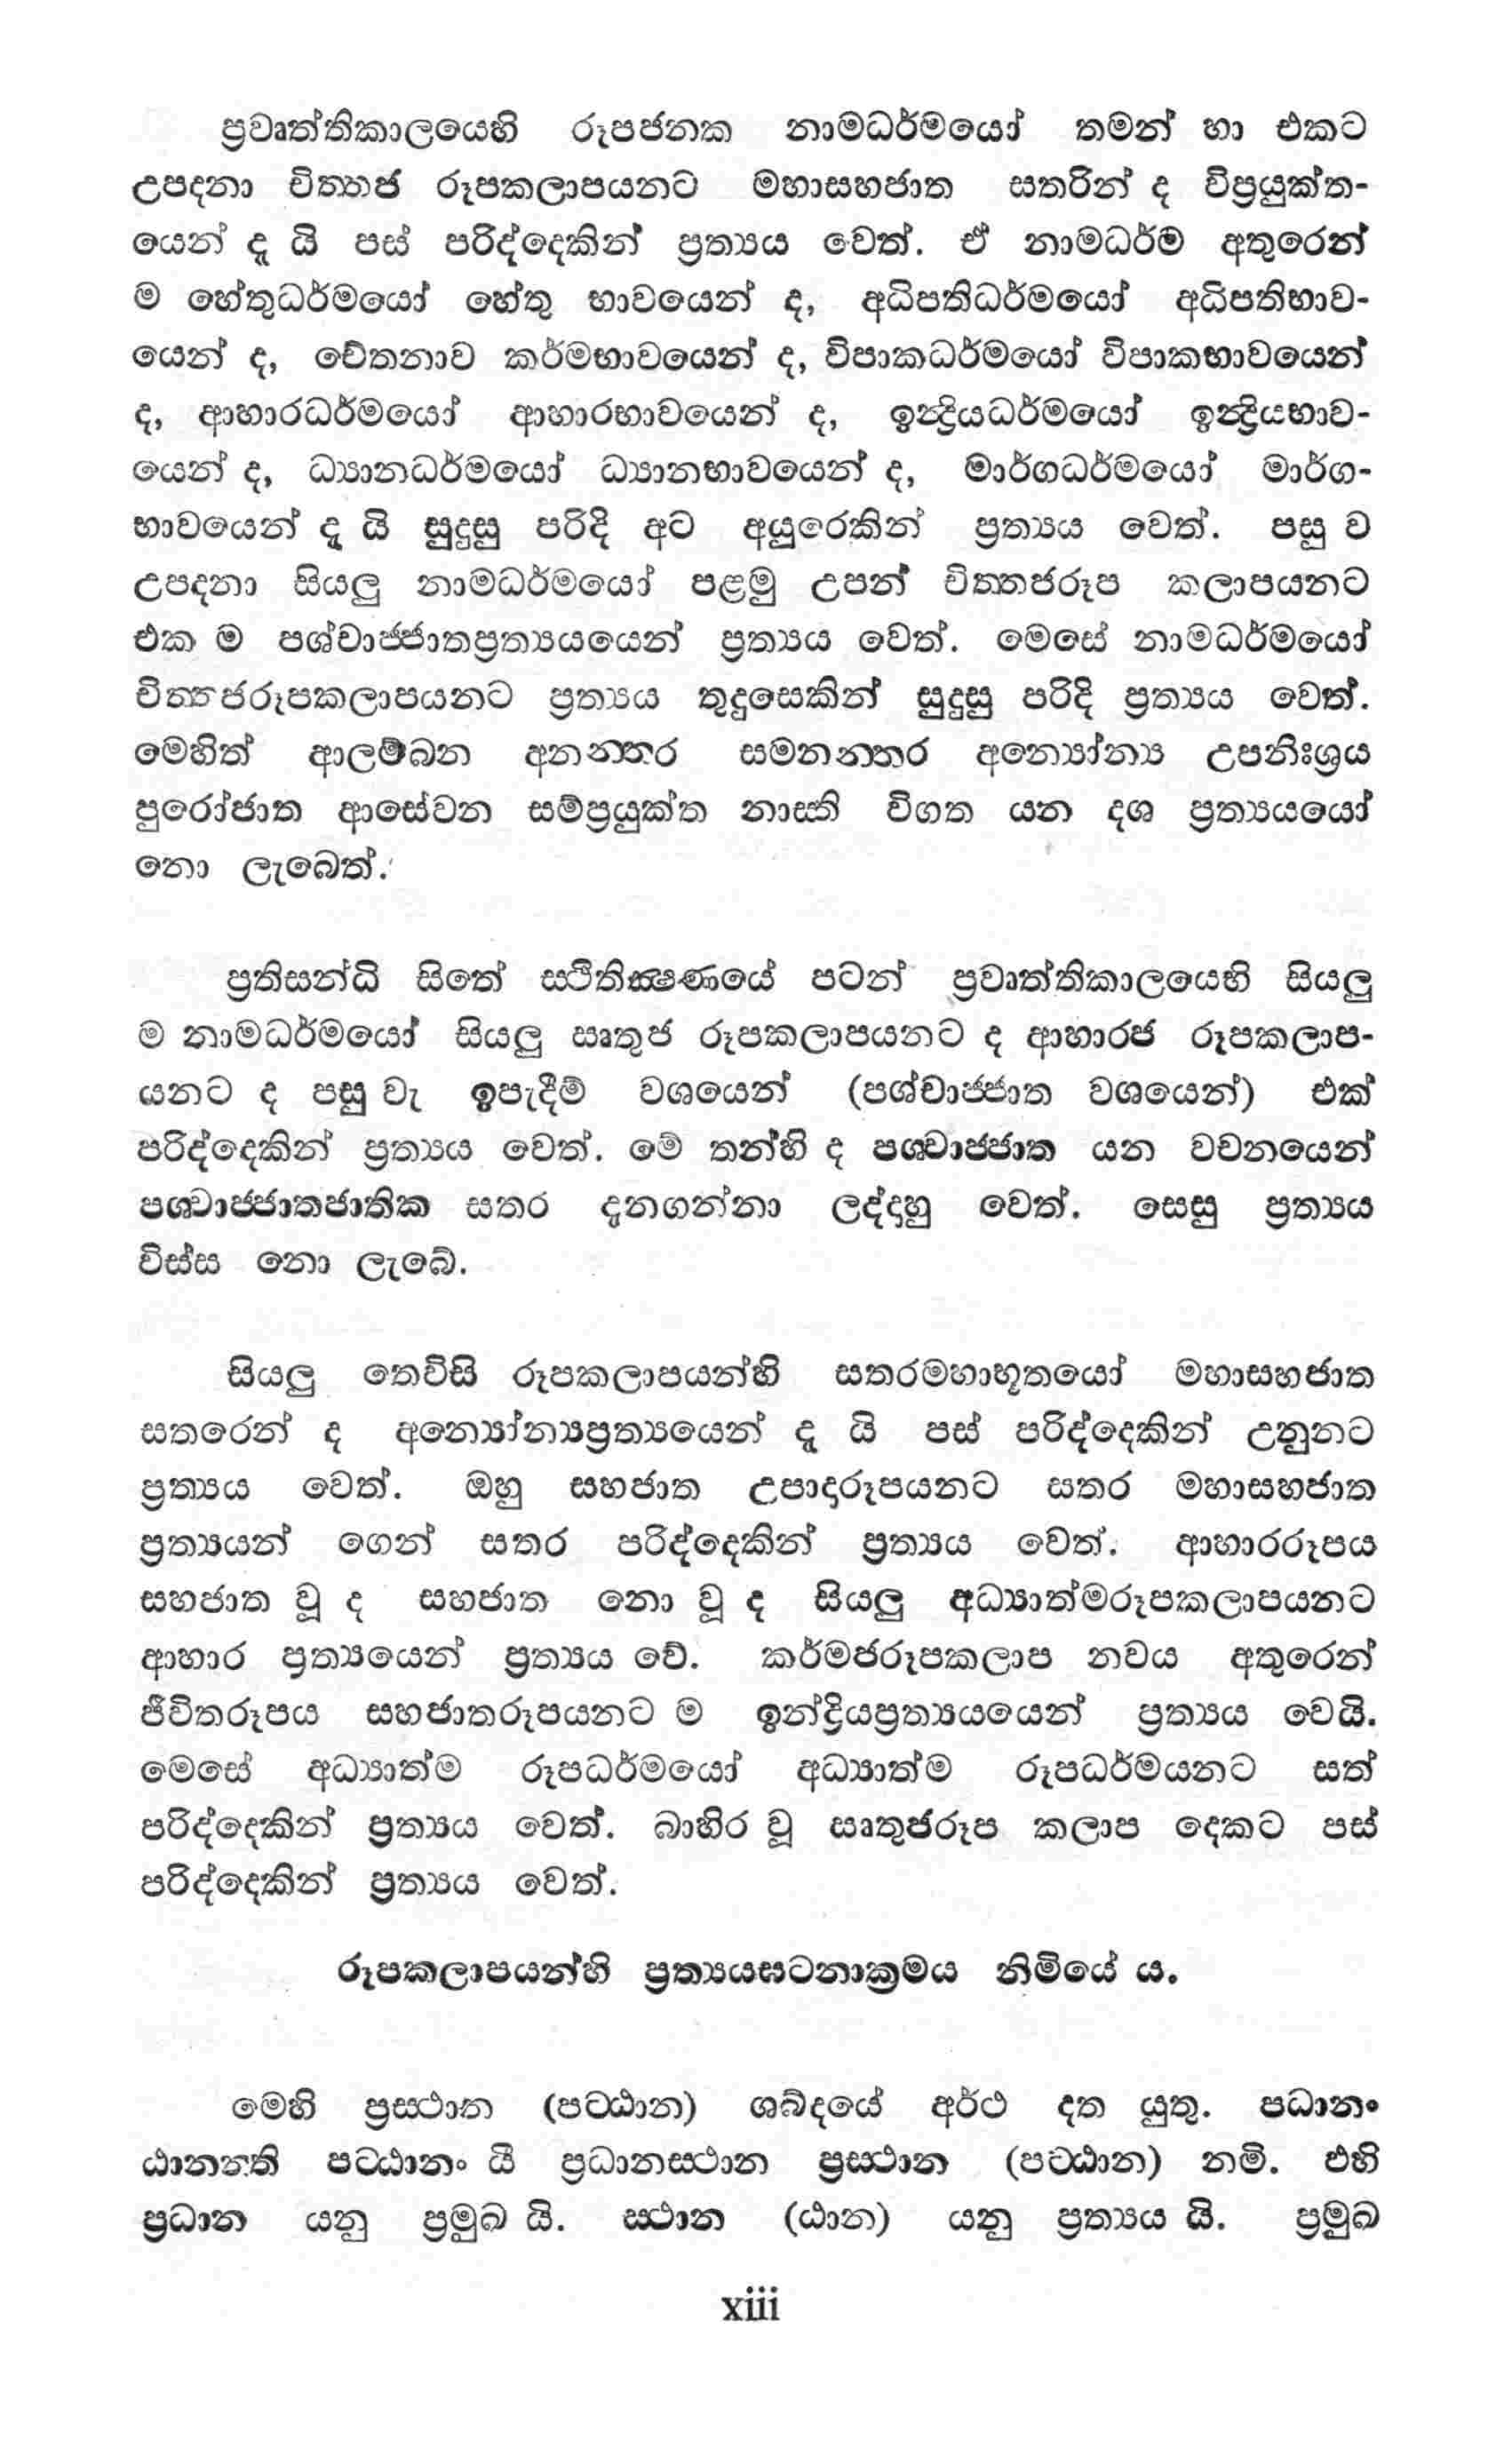 ප්‍රවෘත්තිකාලයෙහි රූපජනක නාමධර්මයෝ තමන් හා එකට
උපදනා චිත්තජ රූපකලාපයනට මහාසහජාත සතරින් ද විප්‍රයුක්ත-
යෙන් දැ යි පස් පරිද්දෙකින් ප්‍රත්‍යය වෙත්. ඒ නාමධර්ම අතුරෙන්
ම හේතුධර්මයෝ හේතු භාවයෙන් ද, අධිපතිධර්මයෝ අධිපතිභාව-
යෙන් ද, චේතනාව කර්මභාවයෙන් ද, විපාකධර්මයෝ විපාකභාවයෙන්
ද, ආහාරධර්මයෝ ආහාරභාවයෙන් ද, ඉන්‍ද්‍රියධර්මයෝ ඉන්‍ද්‍රියභාව-
යෙන් ද, ධ්‍යානධර්මයෝ ධ්‍යානභාවයෙන් ද, මාර්ගධර්මයෝ මාර්ග-
භාවයෙන් දැ යි සුදුසු පරිදි අට අයුරෙකින් ප්‍රත්‍යය වෙත්. පසු ව
උපදනා සියලු නාමධර්මයෝ පළමු උපන් චිත්තජරූප කලාපයනට
එක ම පශ්චාජ්ජාතප්‍රත්‍යයයෙන් ප්‍රත්‍යය වෙත්. මෙසේ නාමධර්මයෝ
චිත්තජරූපකලාපයනට ප්‍රත්‍යය තුදුසෙකින් සුදුසු පරිදි ප්‍රත්‍යය වෙත්.
මෙහිත් ආලම්බන අනන්තර සමනන්තර අන්‍යෝන්‍ය උපනිඃශ්‍රය
පුරෝජාත ආසේවන සම්ප්‍රයුක්ත නාස්ති විගත යන දශ ප්‍රත්‍යයයෝ
නො ලැබෙත්.
ප්‍රතිසන්ධි සිතේ ස්ථිතික්ෂණයේ පටන් ප්‍රවෘත්තිකාලයෙහි සියලු
ම නාමධර්මයෝ සියලු ඍතුජ රූපකලාපයනට ද ආහාරජ රූපකලාප-
යනට ද පසු වැ ඉපැදීම් වශයෙන් (පශ්චාජ්ජාත වශයෙන්) එක්
පරිද්දෙකින් ප්‍රත්‍යය වෙත්. මේ තන්හි ද පශ්චාජ්ජාත යන වචනයෙන්
පශ්චාජ්ජාතජාතික සතර දැනගන්නා ලද්දාහු වෙත්. සෙසු ප්‍රත්‍යය
විස්ස නො ලැබේ.
සියලු තෙවිසි රූපකලාපයන්හි සතරමහාභූතයෝ මහාසහජාත
සතරෙන් ද අන්‍යෝන්‍යප්‍රත්‍යයෙන් දැ යි පස් පරිද්දෙකින් උනුනට
ප්‍රත්‍යය වෙත්. ඔහු සහජාත උපාදාරූපයනට සතර මහාසහජාත
ප්‍රත්‍යයන් ගෙන් සතර පරිද්දෙකින් ප්‍රත්‍යය වෙත්. ආහාරරූපය
සහජාත වූ ද සහජාත නො වූ ද සියලු අධ්‍යාත්මරූපකලාපයනට
ආහාර ප්‍රත්‍යයෙන් ප්‍රත්‍යය වේ. කර්මජරූපකලාප නවය අතුරෙන්
ජීවිතරූපය සහජාතරූපයනට ම ඉන්ද්‍රියප්‍රත්‍යයයෙන් ප්‍රත්‍යය වෙයි.
මෙසේ අධ්‍යාත්ම රූපධර්මයෝ අධ්‍යාත්ම රූපධර්මයනට සත්
පරිද්දෙකින් ප්‍රත්‍යය වෙත්. බාහිර වූ ඍතුජරූප කලාප දෙකට පස්
පරිද්දෙකින් ප්‍රත්‍යය වෙත්.
රූපකලාපයන්හි ප්‍රත්‍යයඝටනාක්‍රමය නිමියේ ය.
මෙහි ප්‍රස්ථාන (පට්ඨාන) ශබ්දයේ අර්ථ දත යුතු. පධානං
ඨානන්ති පට්ඨානං යී ප්‍රධානස්ථාන ප්‍රස්ථාන (පට්ඨාන) නමි. එහි
ප්‍රධාන යනු ප්‍රමුඛ යි. ස්ථාන (ඨාන) යනු ප්‍රත්‍යය යි. ප්‍රමුඛ
xiii